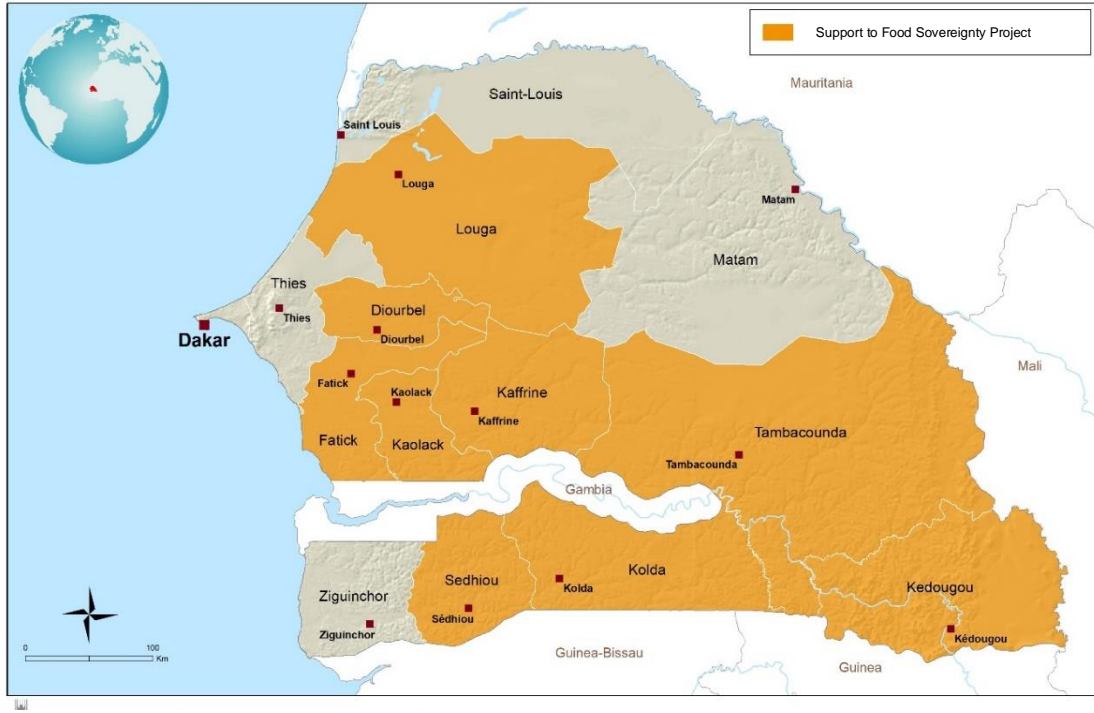 Support to Food Sovereignty Project
Mauritania
Saint-Louis
Saint Louis
Louga
Matam
Louga
Matam
Thies
Thies
Diourbel
Diourbel
Dakar
Mali
Fatick
Kaolack
Kaffrine
Kaffrine
Tambacounda
Fatick
Kaolack
Tambacounda
Gambia
Kolda
Sedhiou
Kolda
Kedougou
Ziguinchor
Sédhiou
Ziguinchor
Kédougou
Guinea-Bissau
Guinea
0
100
Km